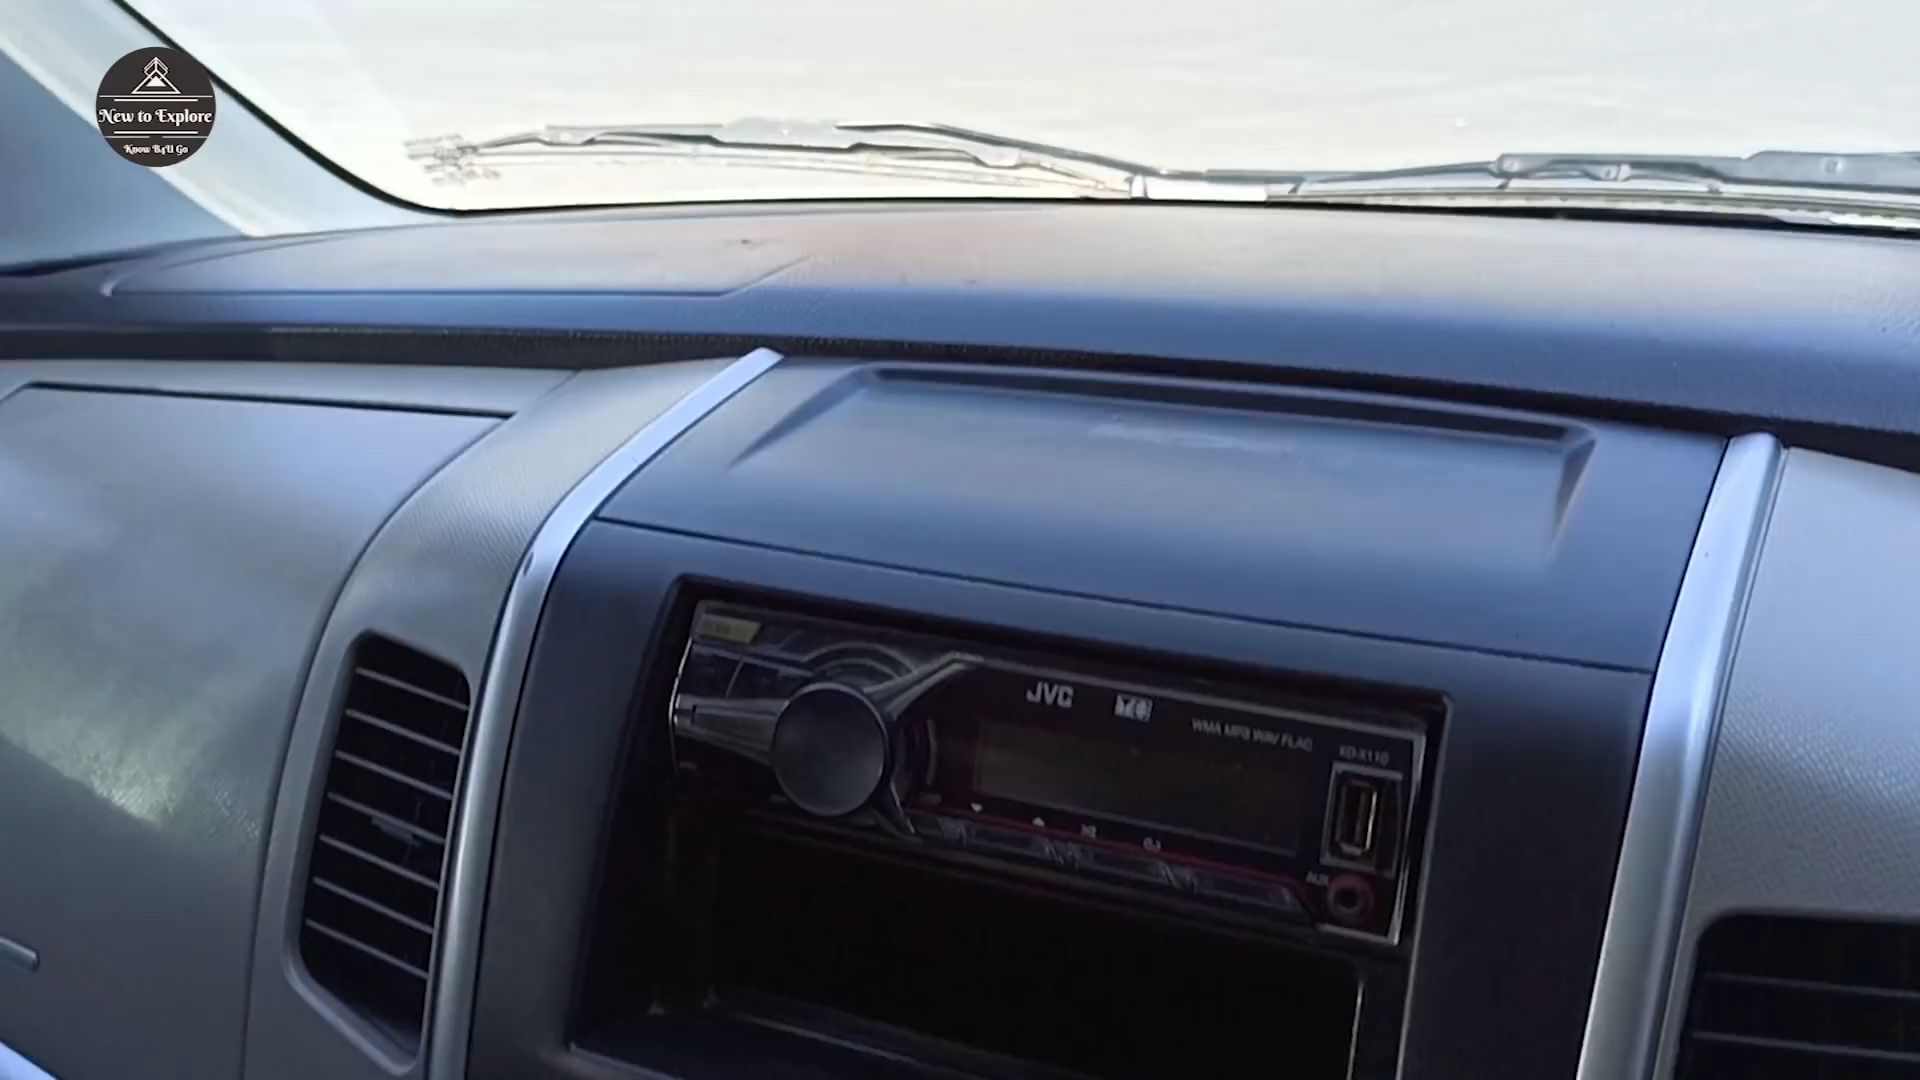 New to Explore
Know B4U Go
JVC
WMA MP3 WAV FLAC
KD-X110
AUX